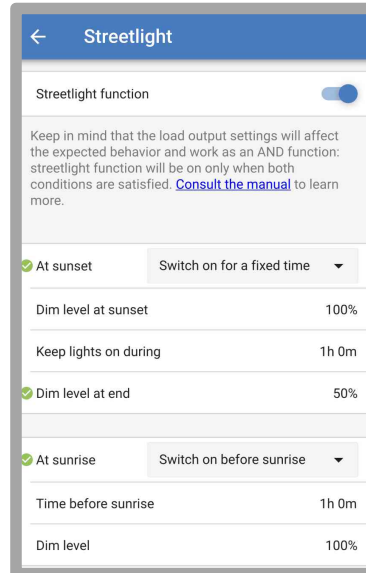 Streetlight
Streetlight function
Keep in mind that the load output settings will affect
the expected behavior and work as an AND function:
streetlight function will be on only when both
conditions are satisfied. Consult the manual to learn
more.
At sunset Switch on for a fixed time
Dim level at sunset 100%
Keep lights on during 1h 0m
Dim level at end 50%
At sunrise Switch on before sunrise
Time before sunrise 1h 0m
Dim level 100%